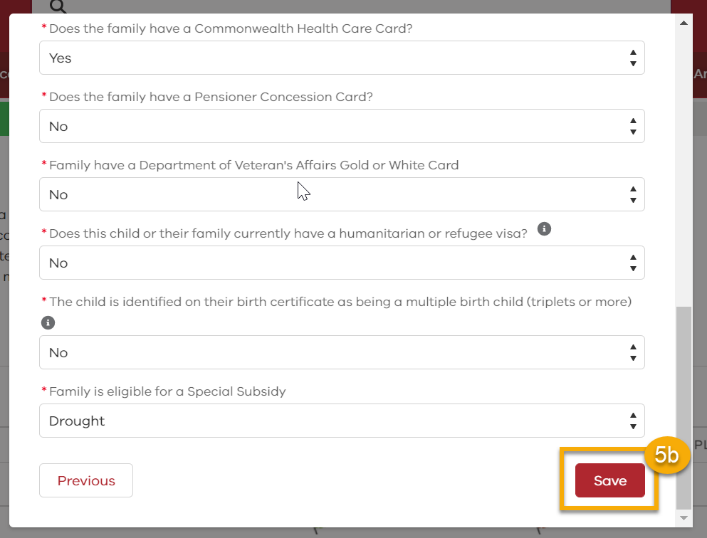 *Does the family have a Commonwealth Health Care Card?
Yes
*Does the family have a Pensioner Concession Card?
No
*Family have a Department of Veteran's Affairs Gold or White Card
No
*Does this child or their family currently have a humanitarian or refugee visa?
No
*The child is identified on their birth certificate as being a multiple birth child (triplets or more)
No
*Family is eligible for a Special Subsidy
Drought
5b
Previous
Save